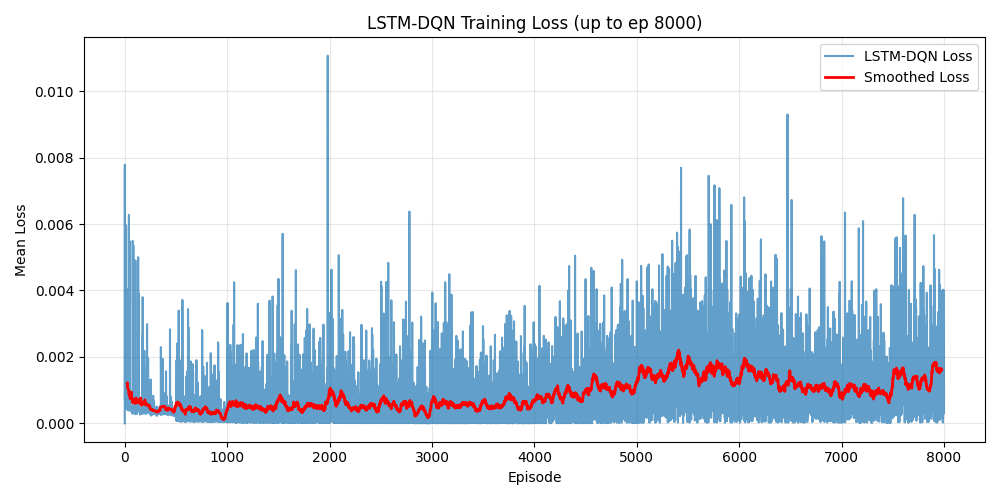 LSTM-DQN Training Loss (up to ep 8000)
LSTM-DQN Loss
Smoothed Loss
Mean Loss
0.010
0.008
0.006
0.004
0.002
0.000
0 1000 2000 3000 4000 5000 6000 7000 8000
Episode